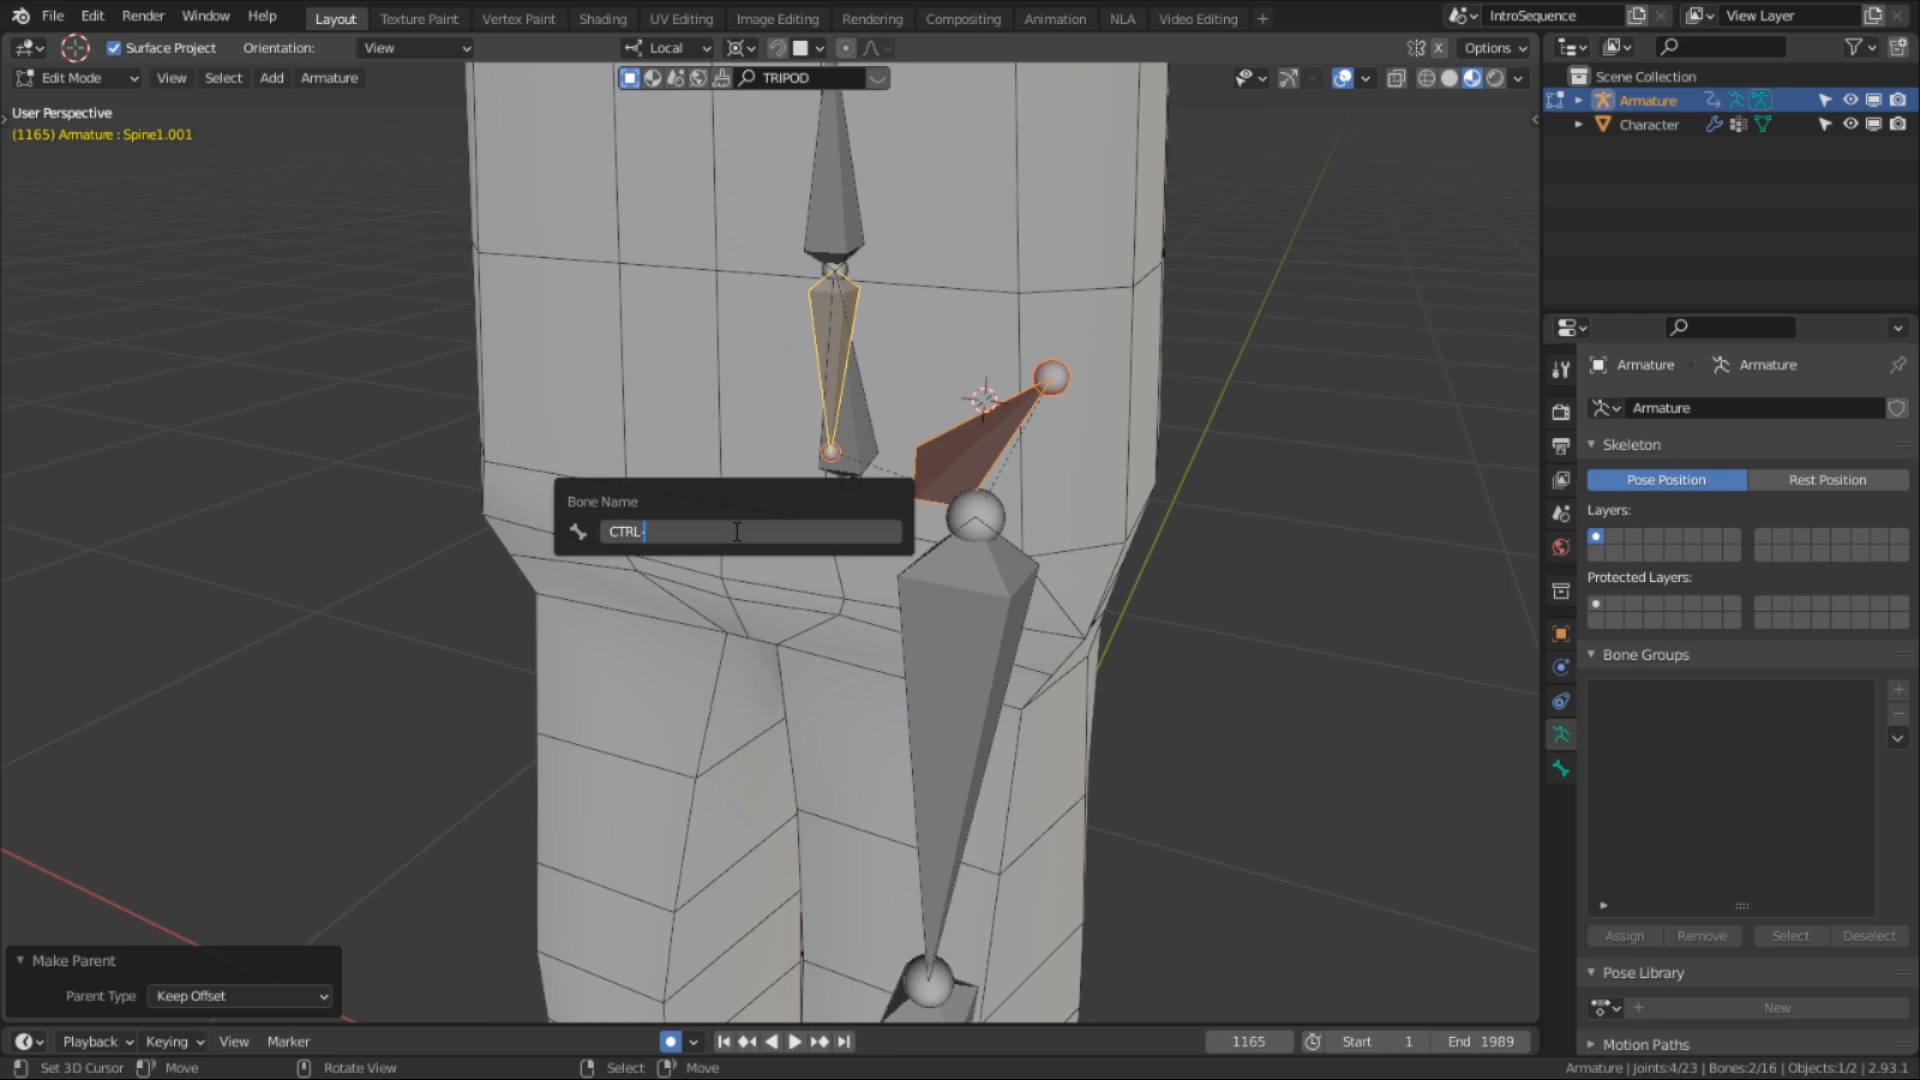 File Edit Render Window Help Layout Texture Paint Vertex Paint Shading UV Editing Image Editing Rendering Compositing Animation NLA Video Editing + IntroSequence View Layer
Surface Project Orientation: View Local X Options
Edit Mode View Select Add Armature TRIPOD
User Perspective
(1165) Armature : Spine1.001
Bone Name
CTRL-
Make Parent
Parent Type Keep Offset
Scene Collection
Armature
Character
Armature Armature
Armature
Skeleton
Pose Position Rest Position
Layers:
Protected Layers:
Bone Groups
Assign Remove Select Deselect
Pose Library
+ New
Motion Paths
Playback Keying View Marker 1165 Start 1 End 1989
Set 3D Cursor Move Rotate View Select Move Armature | Joints:4/23 | Bones:2/16 | Objects:1/2 | 2.93.1